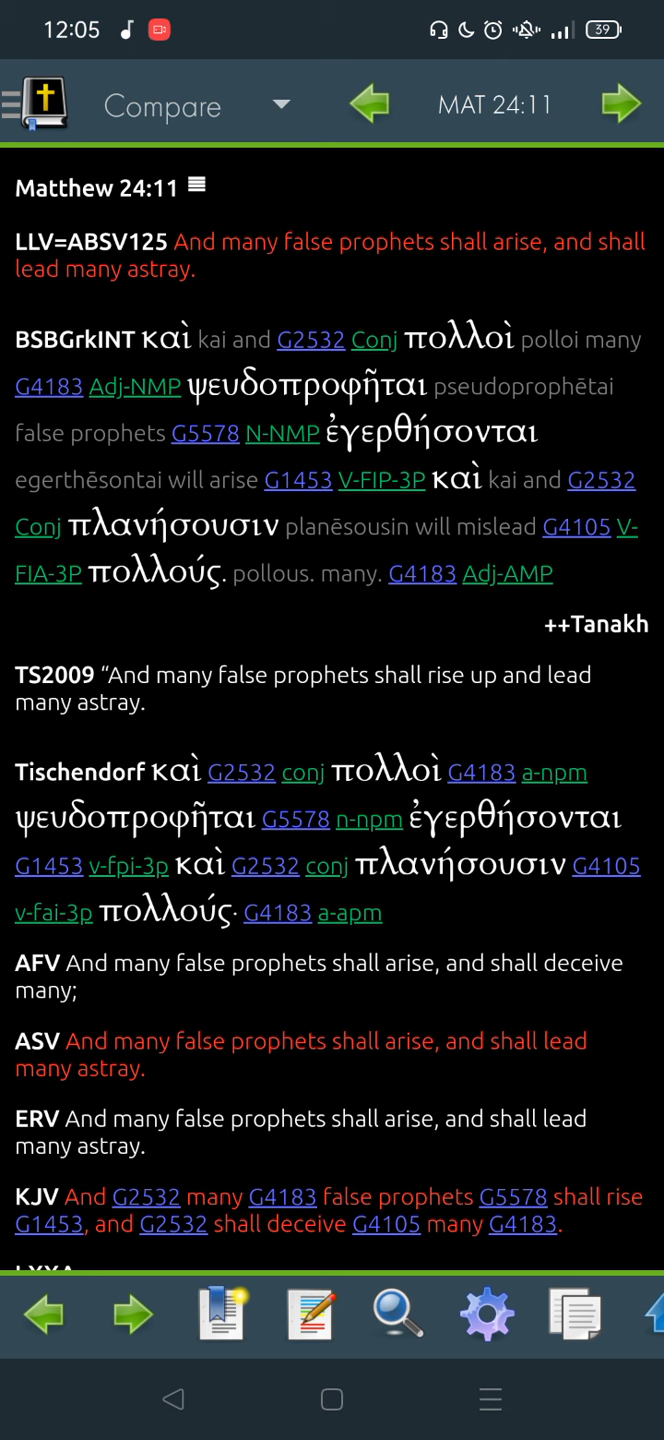 12:05
39
Compare
MAT 24:11
Matthew 24:11
LLV=ABSV125 And many false prophets shall arise, and shall
lead many astray.
BSBGrkINT καὶ kai and G2532 Conj πολλοὶ polloi many
G4183 Adj-NMP ψευδοπροφῆται pseudoprophētai
false prophets G5578 N-NMP ἐγερθήσονται
egerthēsontai will arise G1453 V-FIP-3P καὶ kai and G2532
Conj πλανήσουσιν planēsousin will mislead G4105 V-
FIA-3P πολλούς. pollous. many. G4183 Adj-AMP
++Tanakh
TS2009 “And many false prophets shall rise up and lead
many astray.
Tischendorf καὶ G2532 conj πολλοὶ G4183 a-npm
ψευδοπροφῆται G5578 n-npm ἐγερθήσονται
G1453 v-fpi-3p καὶ G2532 conj πλανήσουσιν G4105
v-fai-3p πολλούς· G4183 a-apm
AFV And many false prophets shall arise, and shall deceive
many;
ASV And many false prophets shall arise, and shall lead
many astray.
ERV And many false prophets shall arise, and shall lead
many astray.
KJV And G2532 many G4183 false prophets G5578 shall rise
G1453, and G2532 shall deceive G4105 many G4183.